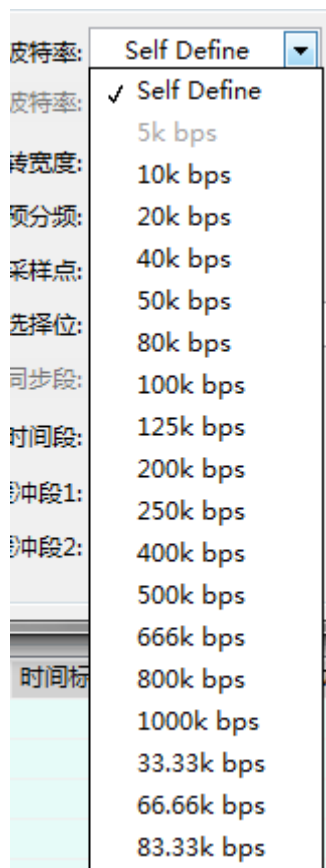 波特率: Self Define
✓ Self Define
波特率:
5k bps
转宽度:
10k bps
预分频:
20k bps
采样点:
40k bps
50k bps
选择位:
80k bps
同步段:
100k bps
时间段:
125k bps
200k bps
冲段1:
250k bps
冲段2:
400k bps
500k bps
666k bps
时间标
800k bps
1000k bps
33.33k bps
66.66k bps
83.33k bps